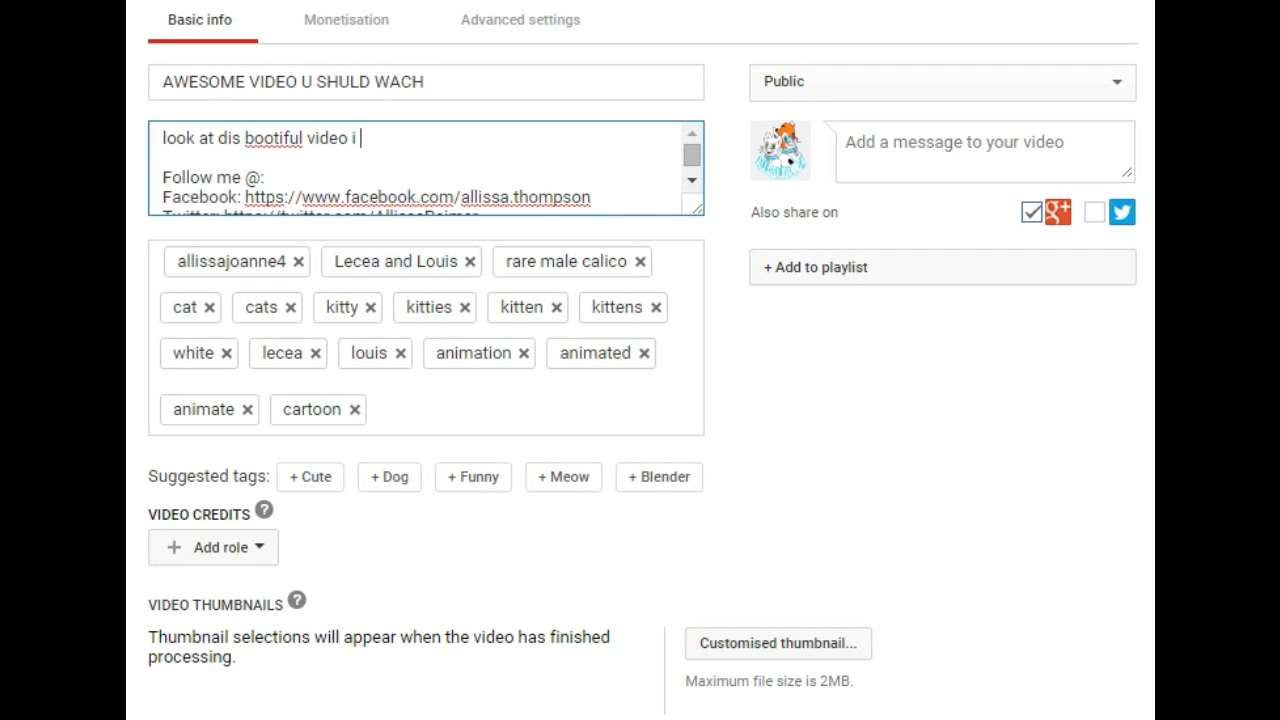 Basic info Monetisation Advanced settings
AWESOME VIDEO U SHULD WACH
Public
look at dis bootiful video i
Follow me @:
Facebook: https://www.facebook.com/allissa.thompson
Add a message to your video
Also share on g+
allissajoanne4 × Lecea and Louis × rare male calico ×
+ Add to playlist
cat × cats × kitty × kitties × kitten × kittens ×
white × lecea × louis × animation × animated ×
animate × cartoon ×
Suggested tags: + Cute + Dog + Funny + Meow + Blender
VIDEO CREDITS ?
+ Add role
VIDEO THUMBNAILS ?
Thumbnail selections will appear when the video has finished
processing.
Customised thumbnail...
Maximum file size is 2MB.